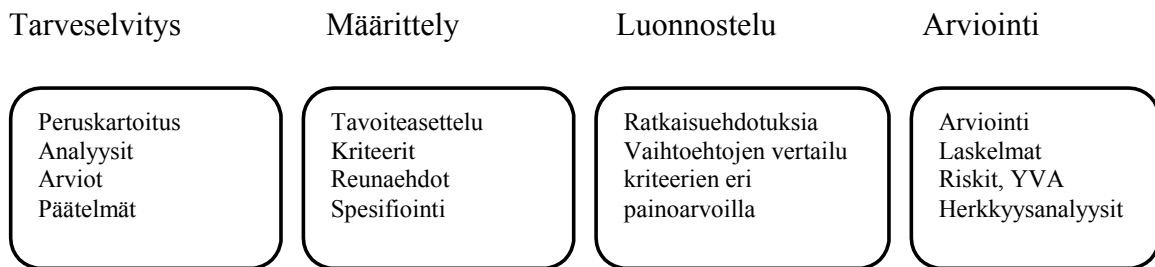 Tarveselvitys
Määrittely
Luonnostelu
Arviointi
Peruskartoitus
Analyysit
Arviot
Päätelmät
Tavoiteasettelu
Kriteerit
Reunaehdot
Spesifiointi
Ratkaisuehdotuksia
Vaihtoehtojen vertailu
kriteerien eri
painoarvoilla
Arviointi
Laskelmat
Riskit, YVA
Herkkyysanalyysit